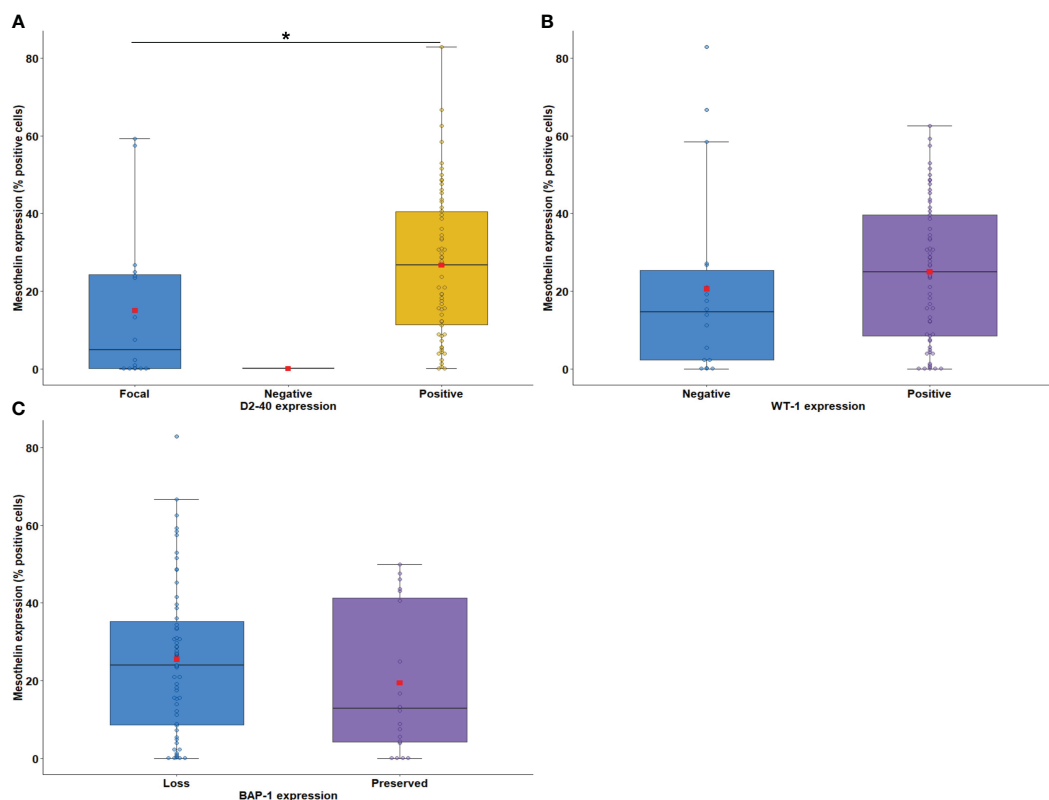 A
*
Mesothelin expression (% positive cells)
80
60
40
20
0
Focal
Negative
Positive
D2-40 expression
B
Mesothelin expression (% positive cells)
80
60
40
20
0
Negative
Positive
WT-1 expression
C
Mesothelin expression (% positive cells)
80
60
40
20
0
Loss
Preserved
BAP-1 expression